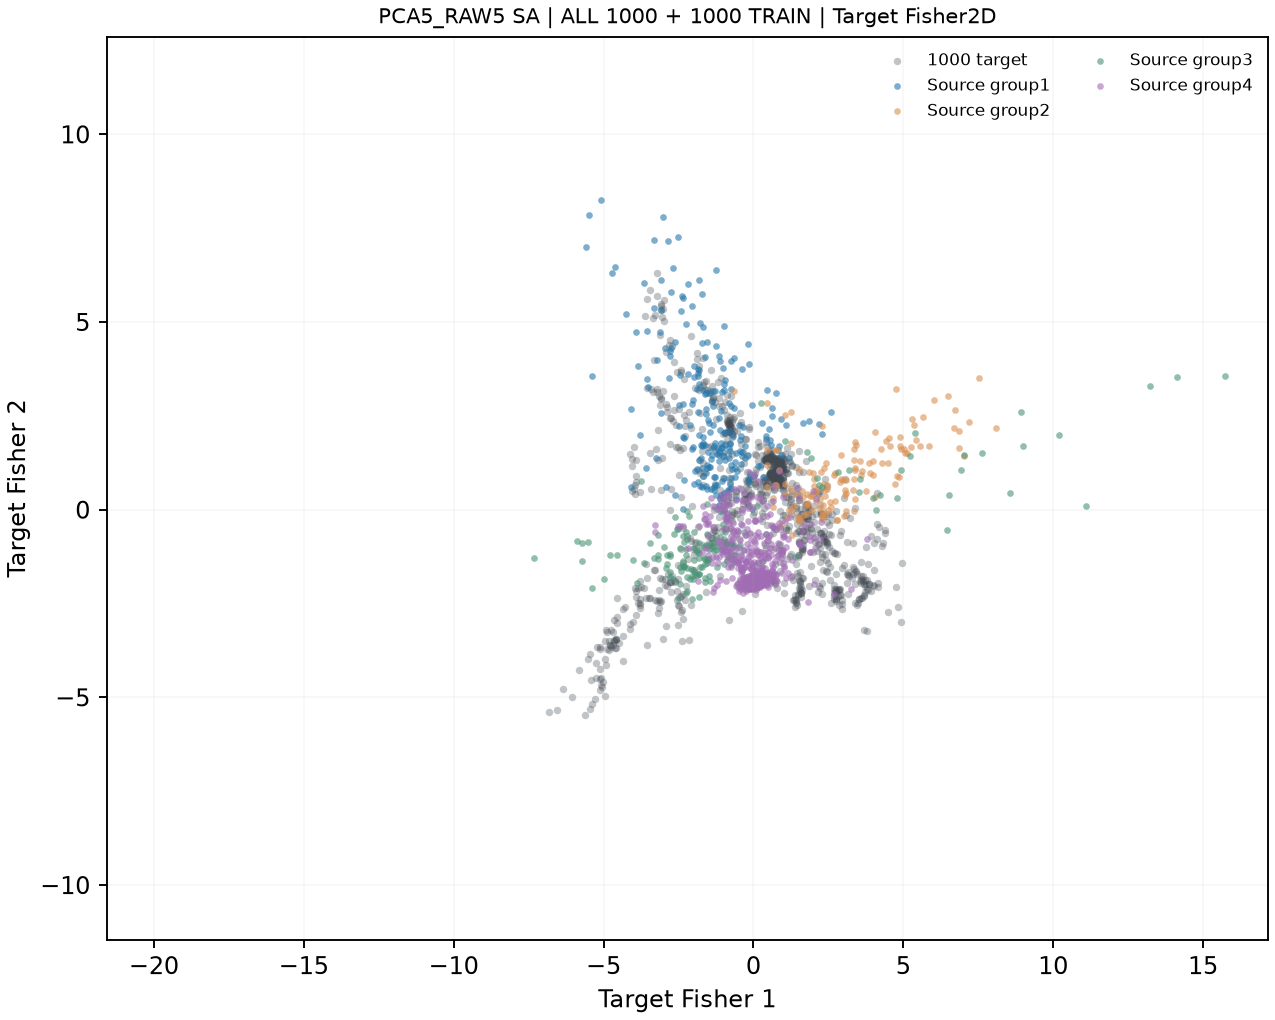 PCA5_RAW5 SA | ALL 1000 + 1000 TRAIN | Target Fisher2D
1000 target
Source group1
Source group2
Source group3
Source group4
10
5
0
−5
−10
Target Fisher 2
−20
−15
−10
−5
0
5
10
15
Target Fisher 1